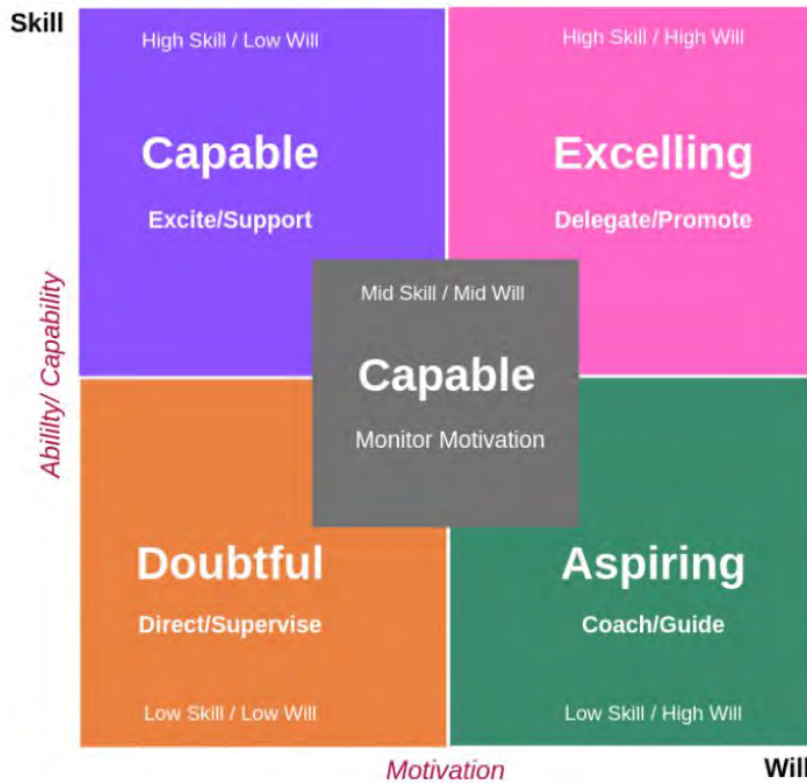 Skill
High Skill / Low Will
High Skill / High Will
Capable
Excelling
Excite/Support
Delegate/Promote
Mid Skill / Mid Will
Capable
Monitor Motivation
Abililty/ Capability
Doubtful
Aspiring
Direct/Supervise
Coach/Guide
Low Skill / Low Will
Low Skill / High Will
Motivation
Will